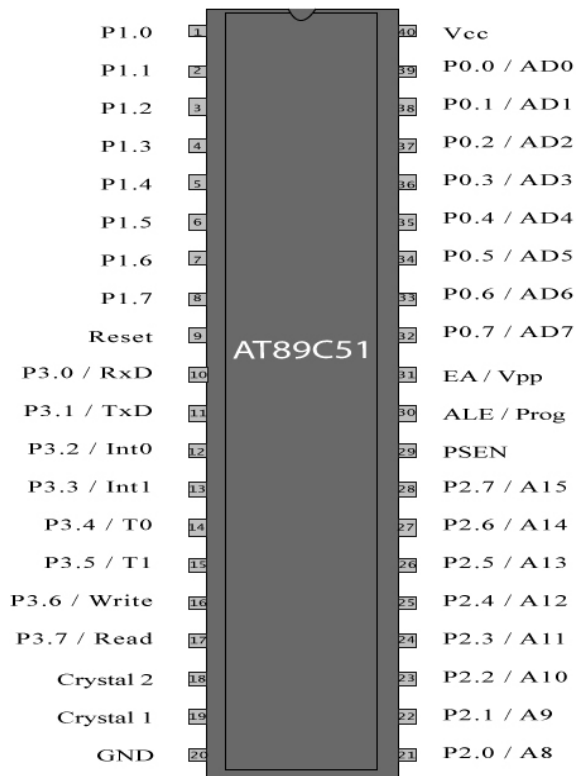 P1.0 1 40 Vcc
P1.1 2 39 P0.0 / AD0
P1.2 3 38 P0.1 / AD1
P1.3 4 37 P0.2 / AD2
P1.4 5 36 P0.3 / AD3
P1.5 6 35 P0.4 / AD4
P1.6 7 34 P0.5 / AD5
P1.7 8 33 P0.6 / AD6
Reset 9 32 P0.7 / AD7
AT89C51
P3.0 / RxD 10 31 EA / Vpp
P3.1 / TxD 11 30 ALE / Prog
P3.2 / Int0 12 29 PSEN
P3.3 / Int1 13 28 P2.7 / A15
P3.4 / T0 14 27 P2.6 / A14
P3.5 / T1 15 26 P2.5 / A13
P3.6 / Write 16 25 P2.4 / A12
P3.7 / Read 17 24 P2.3 / A11
Crystal 2 18 23 P2.2 / A10
Crystal 1 19 22 P2.1 / A9
GND 20 21 P2.0 / A8